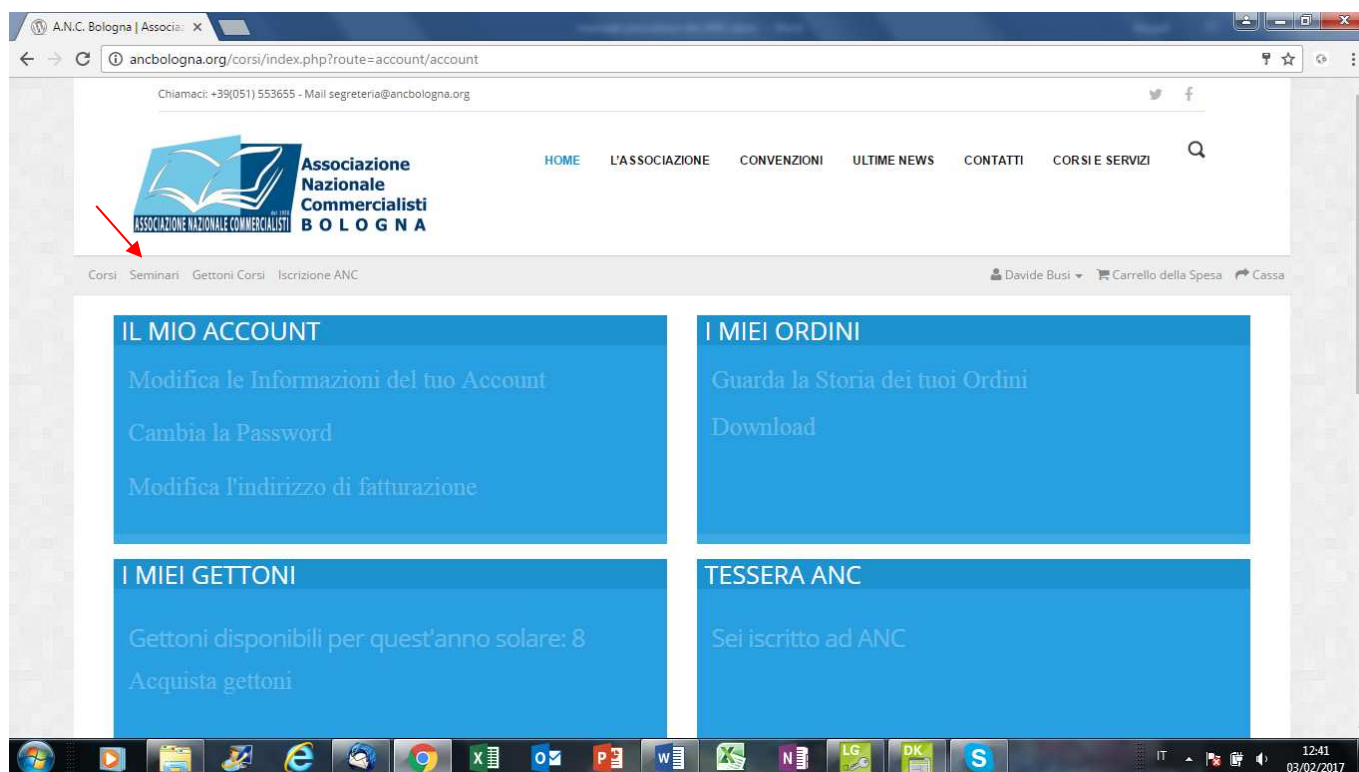 A.N.C. Bologna | Associa
ancbologna.org/corsi/index.php?route=account/account
Chiamaci: +39(051) 553655 - Mail segreteria@ancbologna.org
Associazione
Nazionale
Commercialisti
BOLOGNA
ASSOCIAZIONE NAZIONALE COMMERCIALISTI
HOME L'ASSOCIAZIONE CONVENZIONI ULTIME NEWS CONTATTI CORSI E SERVIZI
Corsi Seminari Gettoni Corsi Iscrizione ANC Davide Busi Carrello della Spesa Cassa
IL MIO ACCOUNT
Modifica le Informazioni del tuo Account
Cambia la Password
Modifica l'indirizzo di fatturazione
I MIEI ORDINI
Guarda la Storia dei tuoi Ordini
Download
I MIEI GETTONI
Gettoni disponibili per quest'anno solare: 8
Acquista gettoni
TESSERA ANC
Sei iscritto ad ANC
LG DK
IT 12:41
03/02/2017